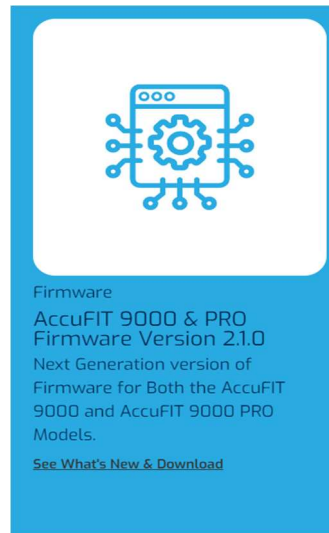 Firmware
AccuFIT 9000 & PRO
Firmware Version 2.1.0
Next Generation version of
Firmware for Both the AccuFIT
9000 and AccuFIT 9000 PRO
Models.
See What's New & Download